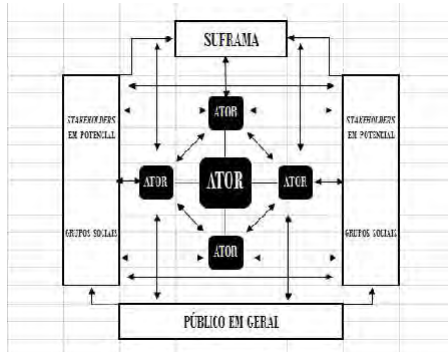 SUFRAMA
STAKEHOLDERS
EM POTENCIAL
GRUPOS SOCIAIS
ATOR
ATOR
ATOR
ATOR
ATOR
STAKEHOLDERS
EM POTENCIAL
GRUPOS SOCIAIS
PÚBLICO EM GERAL